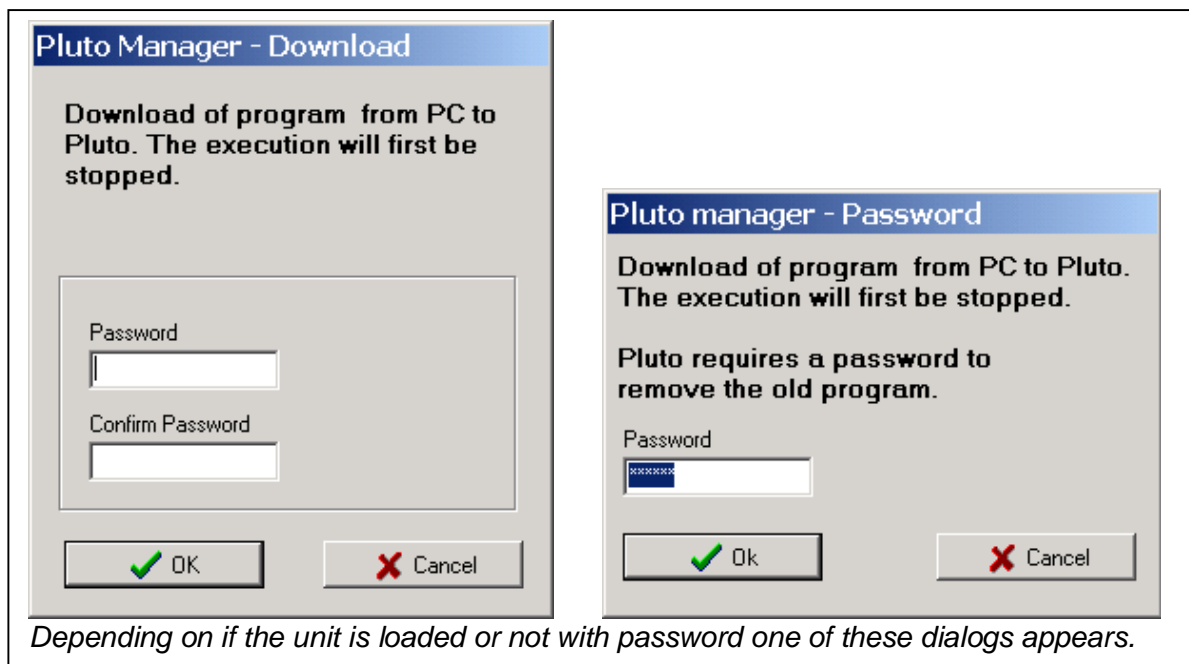 Pluto Manager - Download
Download of program from PC to
Pluto. The execution will first be
stopped.
Password
Confirm Password
OK
Cancel
Pluto manager - Password
Download of program from PC to Pluto.
The execution will first be stopped.
Pluto requires a password to
remove the old program.
Password
******
Ok
Cancel
Depending on if the unit is loaded or not with password one of these dialogs appears.